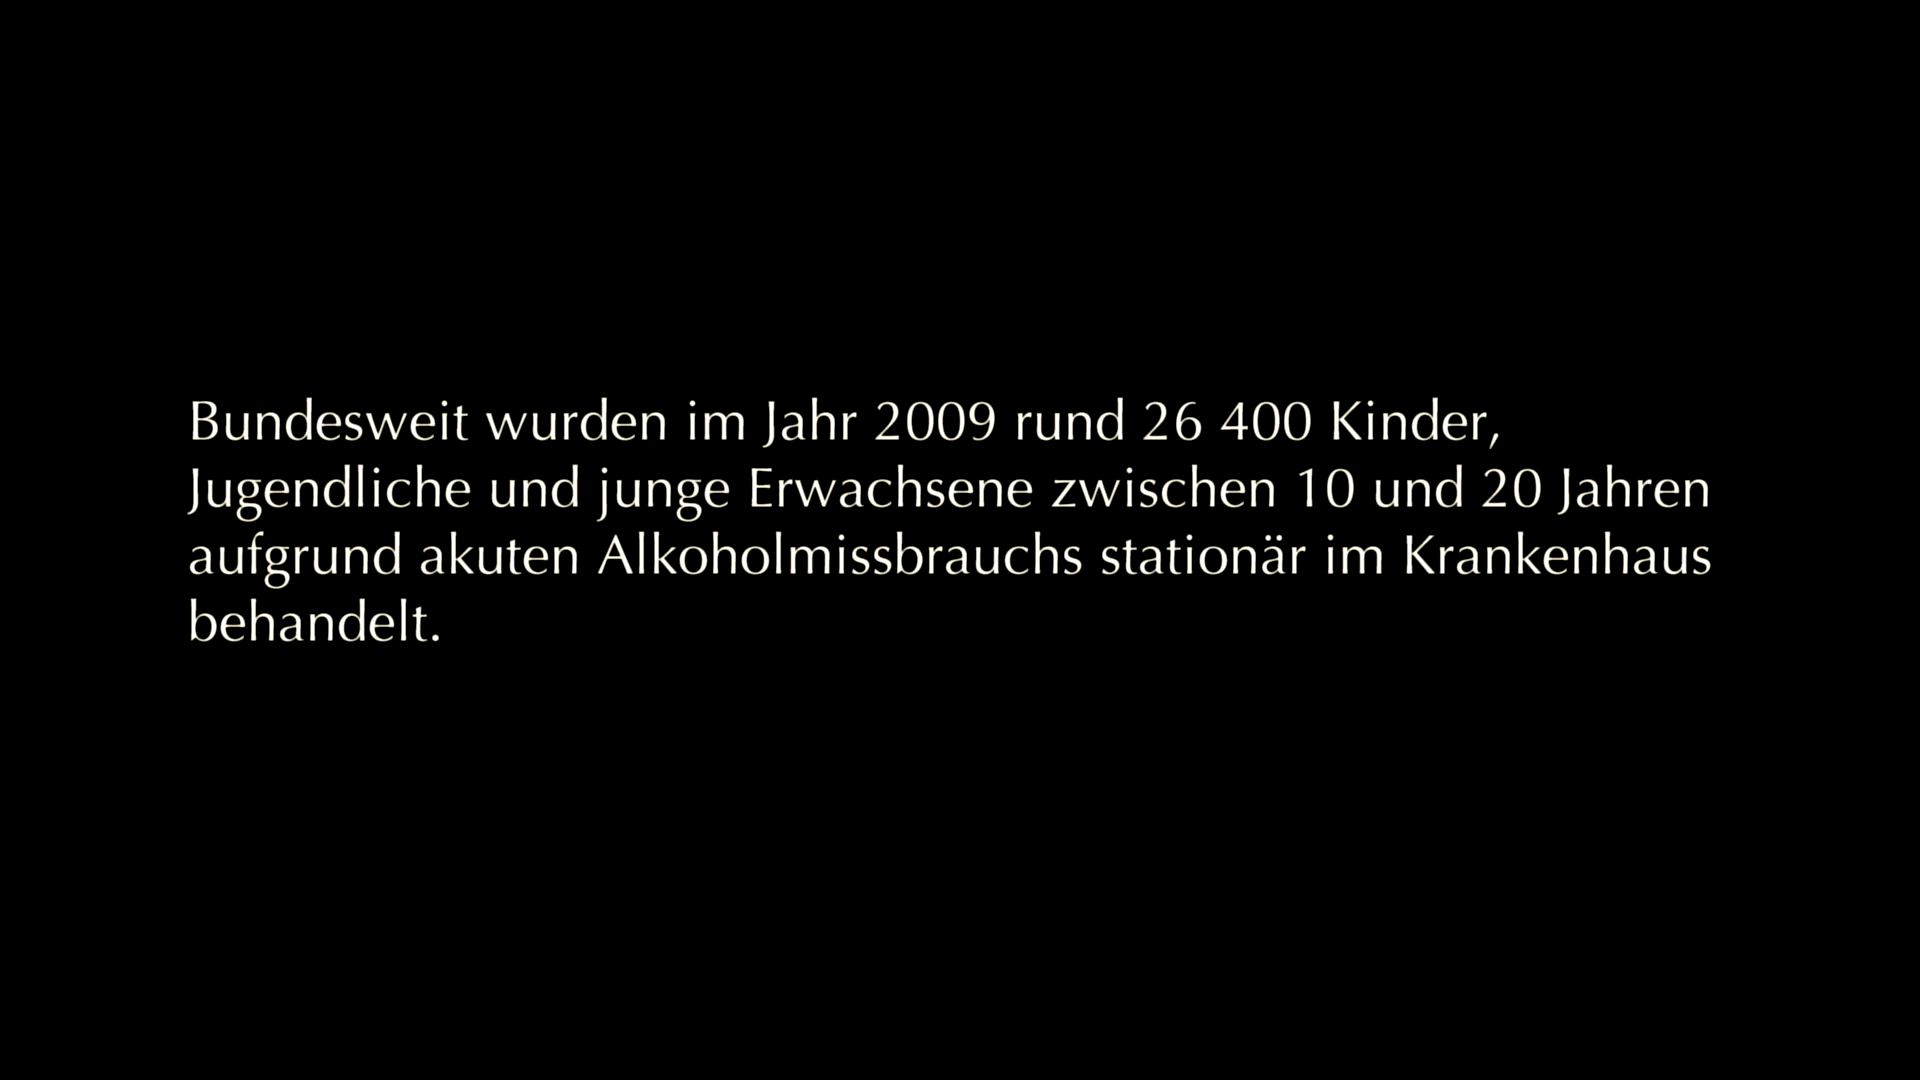 Bundesweit wurden im Jahr 2009 rund 26 400 Kinder,
Jugendliche und junge Erwachsene zwischen 10 und 20 Jahren
aufgrund akuten Alkoholmissbrauchs stationär im Krankenhaus
behandelt.